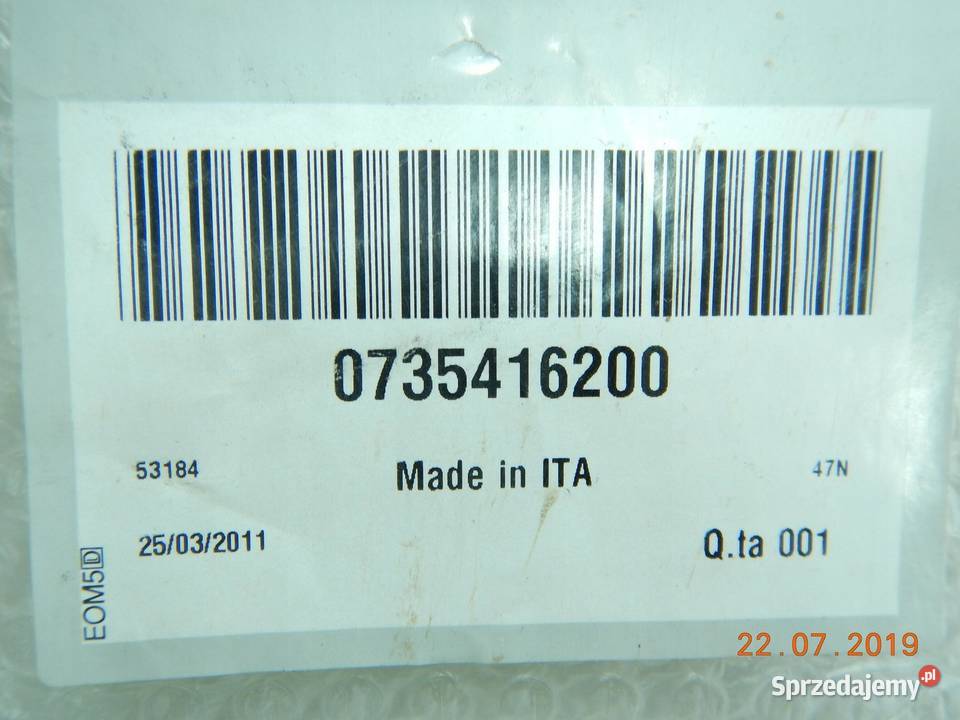 0735416200
53184 Made in ITA 47N
25/03/2011 Q.ta 001
EOM5D
22.07.2019
Sprzedajemy.pl